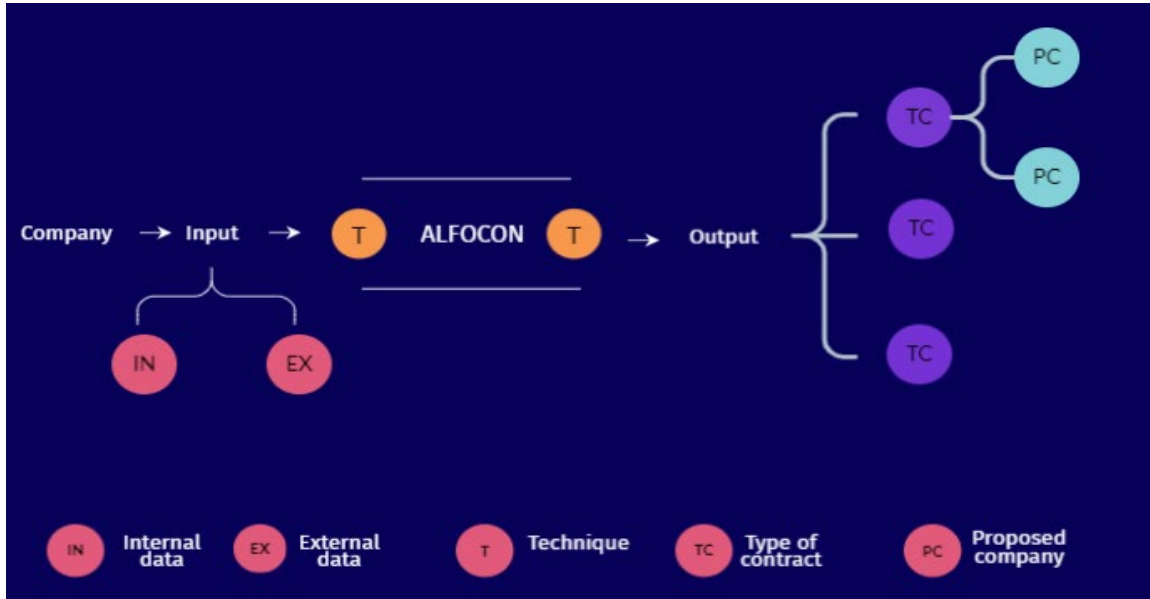 PC
TC
PC
Company → Input → T ALFOCON T → Output
TC
IN EX
TC
IN Internal data
EX External data
T Technique
TC Type of contract
PC Proposed company